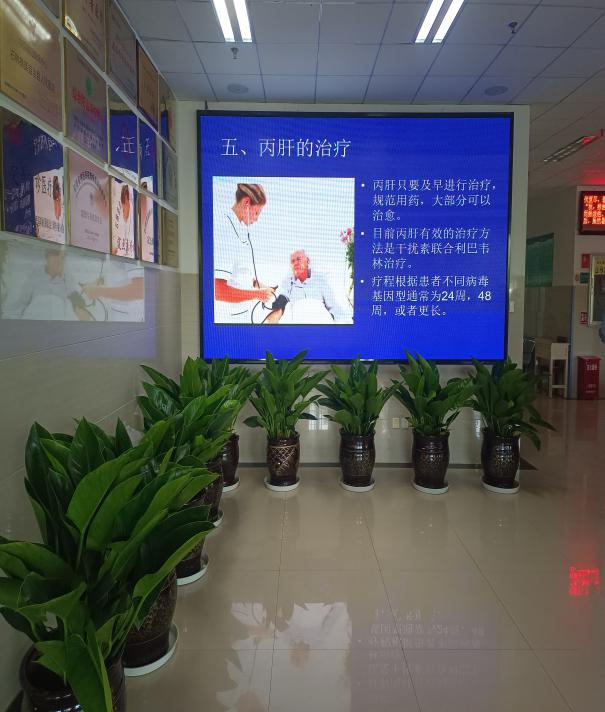 五、丙肝的治疗
• 丙肝只要及早进行治疗，
规范用药，大部分可以
治愈。
• 目前丙肝有效的治疗方
法是干扰素联合利巴韦
林治疗。
• 疗程根据患者不同病毒
基因型通常为24周，48
周，或者更长。